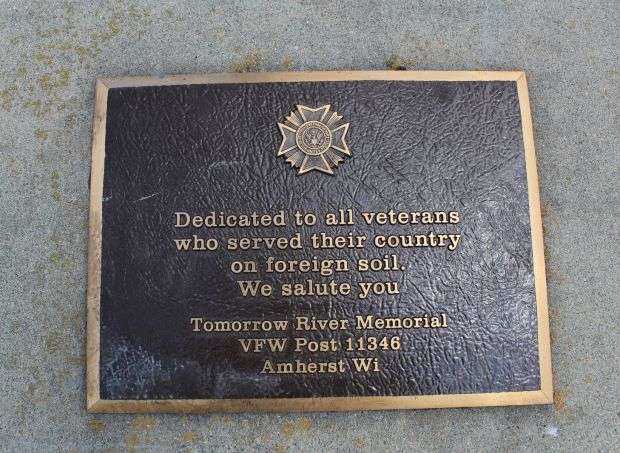 Dedicated to all veterans
who served their country
on foreign soil.
We salute you
Tomorrow River Memorial
VFW Post 11346
Amherst Wi